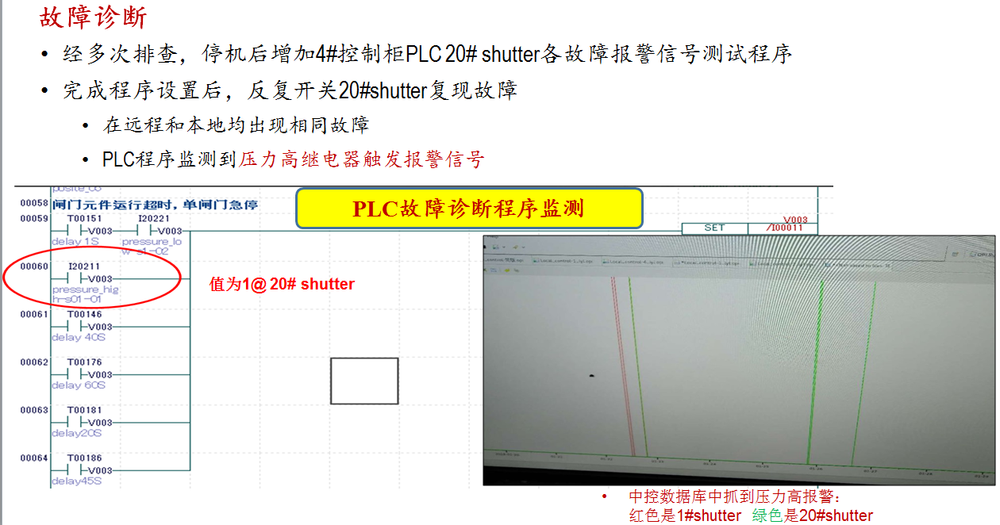 故障诊断
• 经多次排查，停机后增加4#控制柜PLC 20# shutter各故障报警信号测试程序
• 完成程序设置后，反复开关20#shutter复现故障
• 在远程和本地均出现相同故障
• PLC程序监测到压力高继电器触发报警信号
PLC故障诊断程序监测
00058 闸门元件运行超时，单闸门急停
00059 T00151 I20221
V003 V003
delay 1S pressure_lo
w-s1-02
SET V003
/I00011
00060 I20211
V003
pressure_hig
h-s01-01
值为1@ 20# shutter
00061 T00146
V003
delay 40S
00062 T00176
V003
delay 60S
00063 T00181
V003
delay20S
00064 T00186
V003
delay45S
• 中控数据库中抓到压力高报警：
红色是1#shutter 绿色是20#shutter